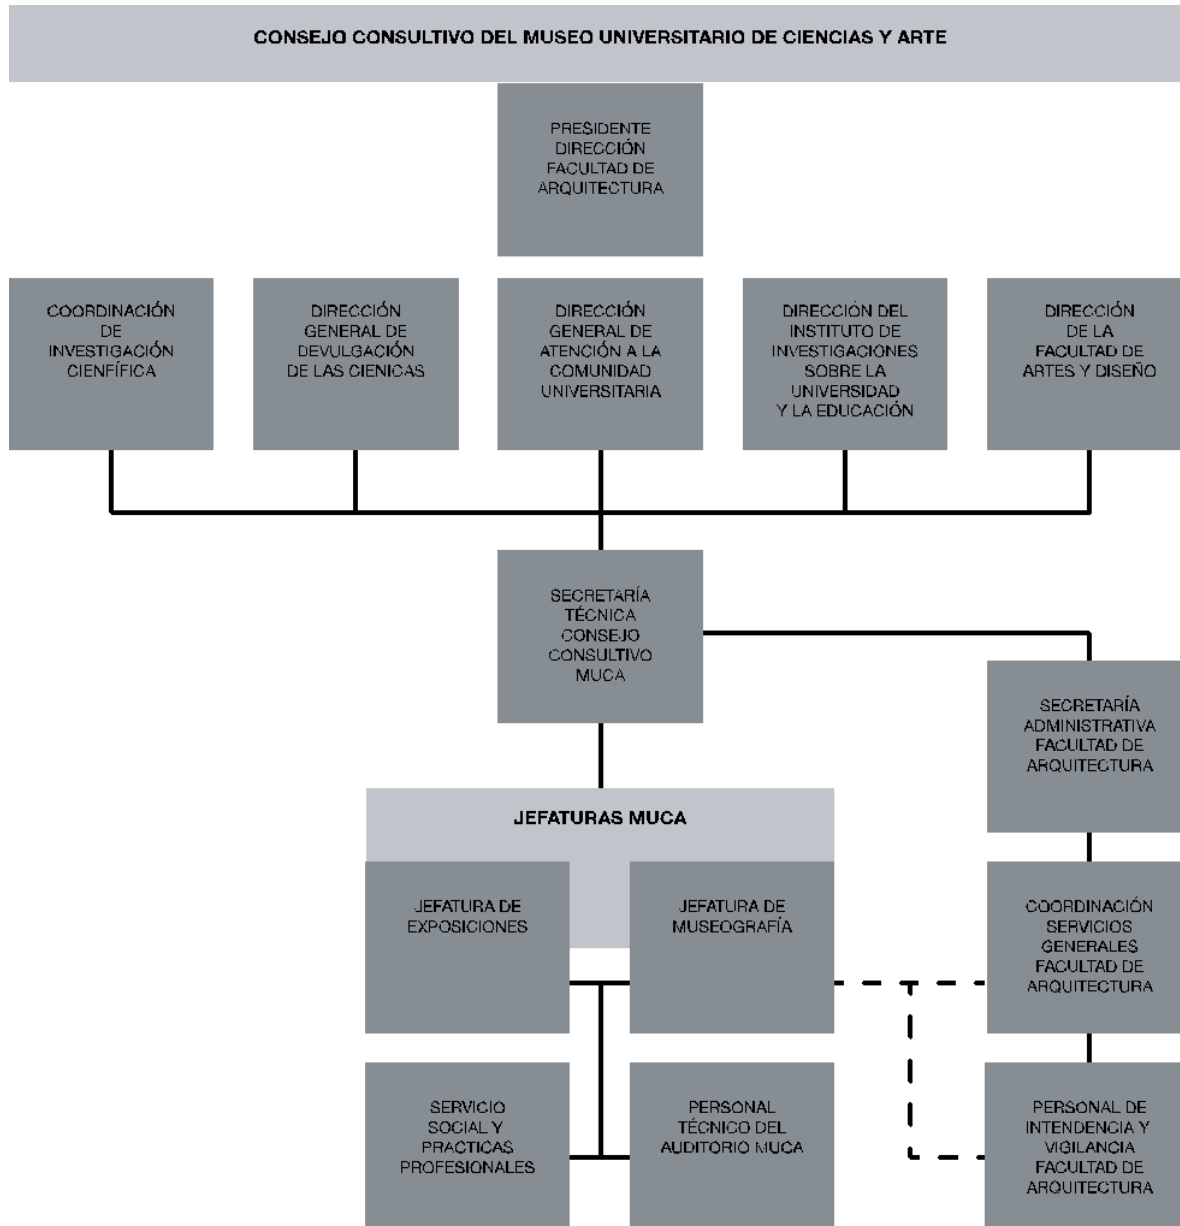 CONSEJO CONSULTIVO DEL MUSEO UNIVERSITARIO DE CIENCIAS Y ARTE
PRESIDENTE
DIRECCIÓN
FACULTAD DE
ARQUITECTURA
COORDINACIÓN
DE
INVESTIGACIÓN
CIENFÍFICA
DIRECCIÓN
GENERAL DE
DEVULGACIÓN
DE LAS CIENICAS
DIRECCIÓN
GENERAL DE
ATENCIÓN A LA
COMUNIDAD
UNIVERSITARIA
DIRECCIÓN DEL
INSTITUTO DE
INVESTIGACIONES
SOBRE LA
UNIVERSIDAD
Y LA EDUCACIÓN
DIRECCIÓN
DE LA
FACULTAD DE
ARTES Y DISEÑO
SECRETARÍA
TÉCNICA
CONSEJO
CONSULTIVO
MUCA
SECRETARÍA
ADMINISTRATIVA
FACULTAD DE
ARQUITECTURA
JEFATURAS MUCA
JEFATURA DE
EXPOSICIONES
JEFATURA DE
MUSEOGRAFÍA
COORDINACIÓN
SERVICIOS
GENERALES
FACULTAD DE
ARQUITECTURA
SERVICIO
SOCIAL Y
PRACTICAS
PROFESIONALES
PERSONAL
TÉCNICO DEL
AUDITORIO MUCA
PERSONAL DE
INTENDENCIA Y
VIGILANCIA
FACULTAD DE
ARQUITECTURA